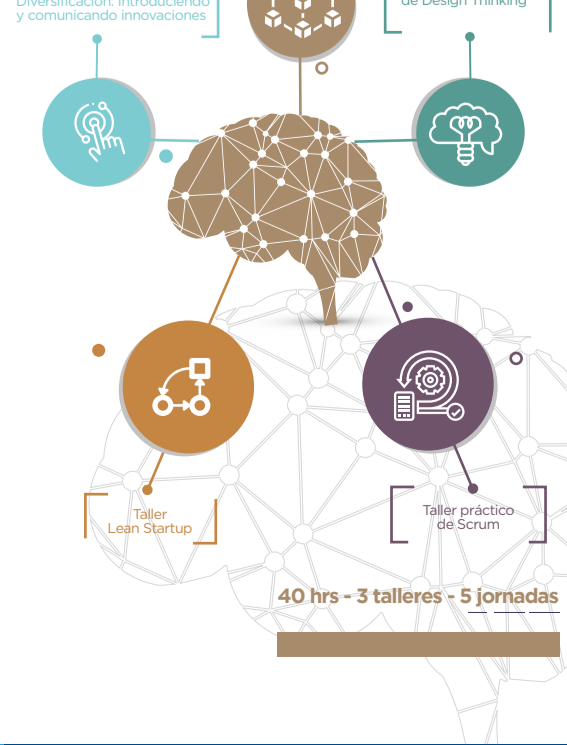 Diversificación: Introduciendo
y comunicando innovaciones
de Design Thinking
Taller
Lean Startup
Taller práctico
de Scrum
40 hrs - 3 talleres - 5 jornadas